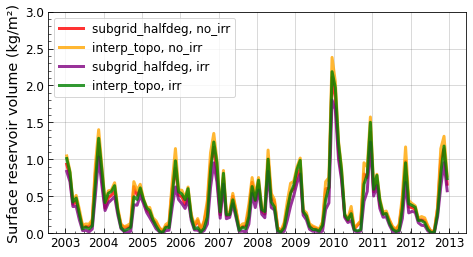 3.0
2.5
2.0
1.5
1.0
0.5
0.0
Surface reservoir volume (kg/m²)
subgrid_halfdeg, no_irr
interp_topo, no_irr
subgrid_halfdeg, irr
interp_topo, irr
2003 2004 2005 2006 2007 2008 2009 2010 2011 2012 2013